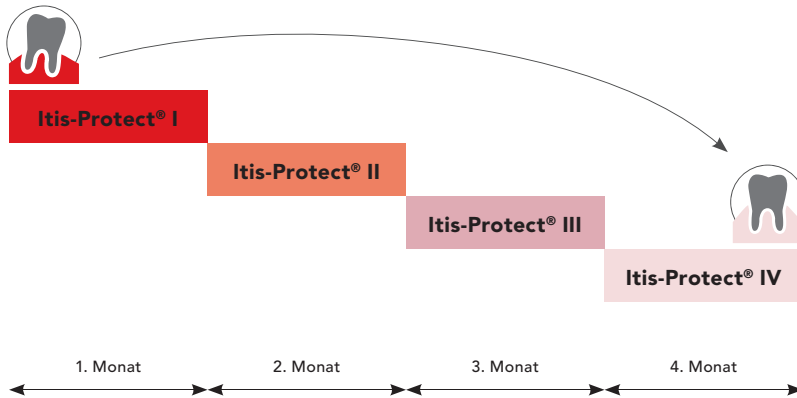 Itis-Protect® I
Itis-Protect® II
Itis-Protect® III
Itis-Protect® IV
1. Monat
2. Monat
3. Monat
4. Monat